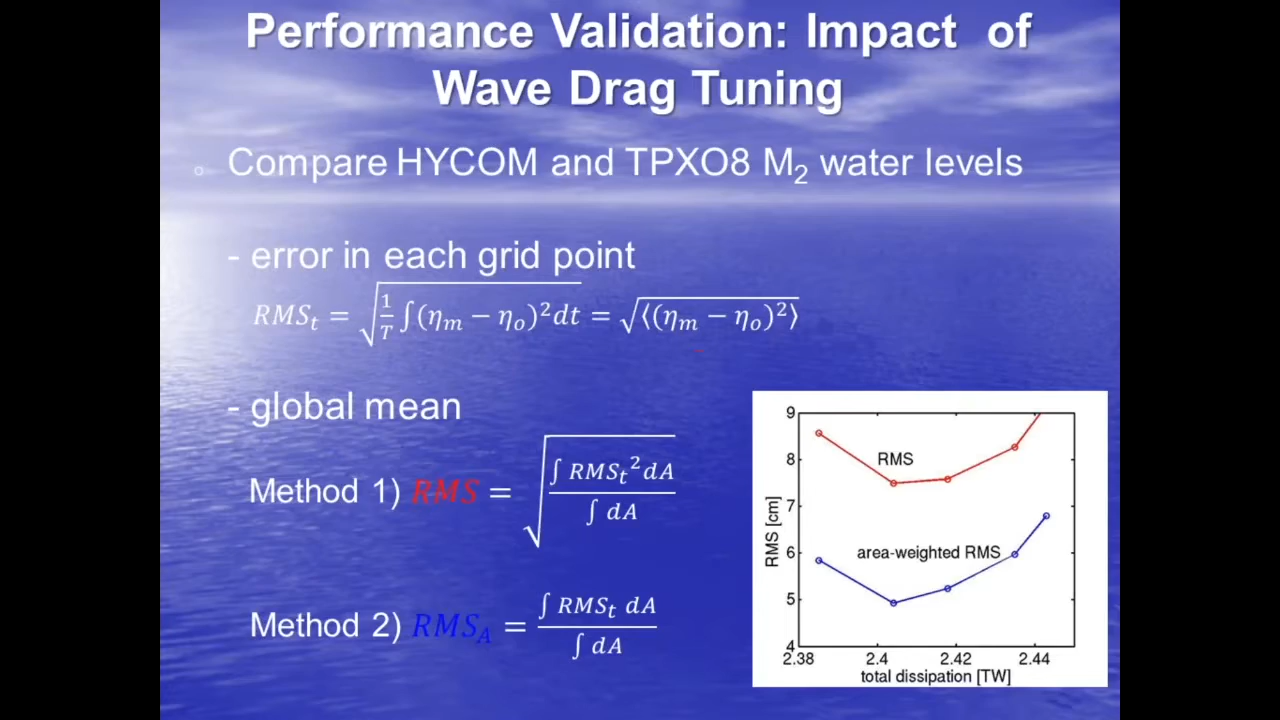 Performance Validation: Impact of
Wave Drag Tuning
Compare HYCOM and TPXO8 M₂ water levels
- error in each grid point
RMSₜ = √(1/T ∫(ηₘ − ηₒ)²dt) = √⟨(ηₘ − ηₒ)²⟩
- global mean
Method 1) RMS = √(∫ RMSₜ² dA / ∫ dA)
Method 2) RMS_A = ∫ RMSₜ dA / ∫ dA
9
8
7
6
5
4
RMS [cm]
RMS
area-weighted RMS
2.38 2.4 2.42 2.44
total dissipation [TW]